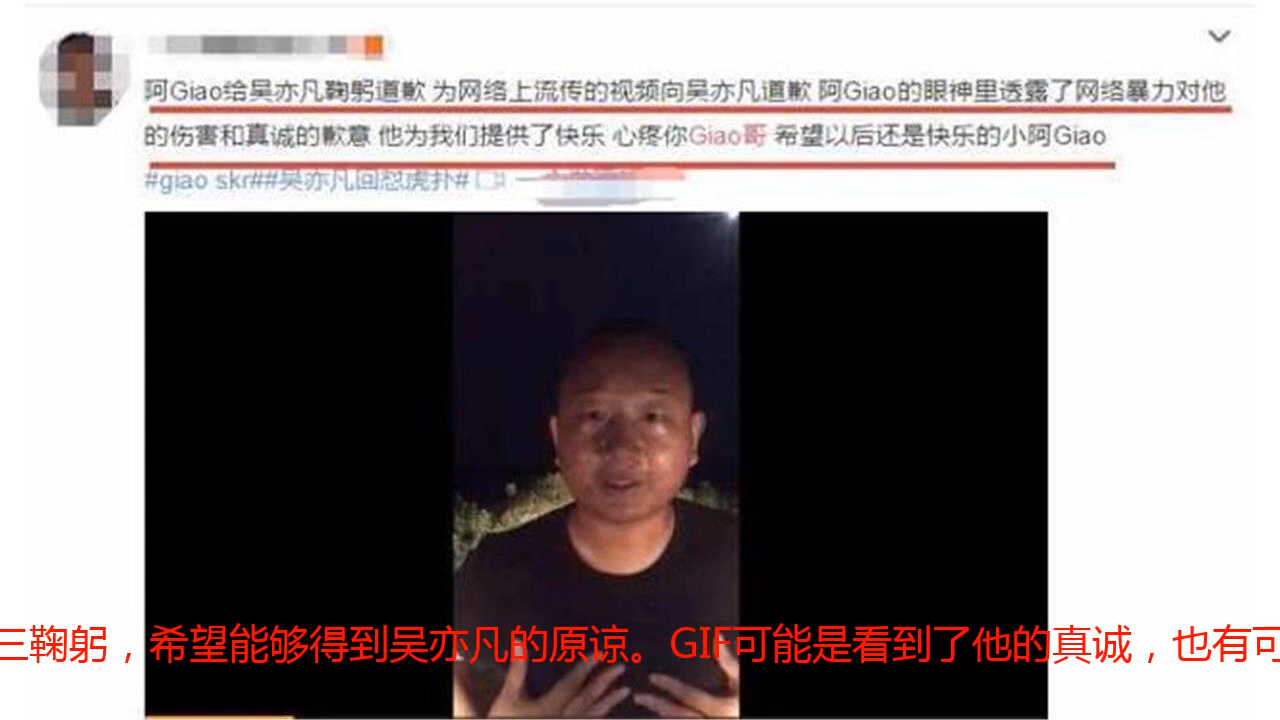 阿Giao给吴亦凡鞠躬道歉 为网络上流传的视频向吴亦凡道歉 阿Giao的眼神里透露了网络暴力对他
的伤害和真诚的歉意 他为我们提供了快乐 心疼你Giao哥 希望以后还是快乐的小阿Giao
#giao skr##吴亦凡回怼虎扑#
三鞠躬，希望能够得到吴亦凡的原谅。GIF可能是看到了他的真诚，也有可